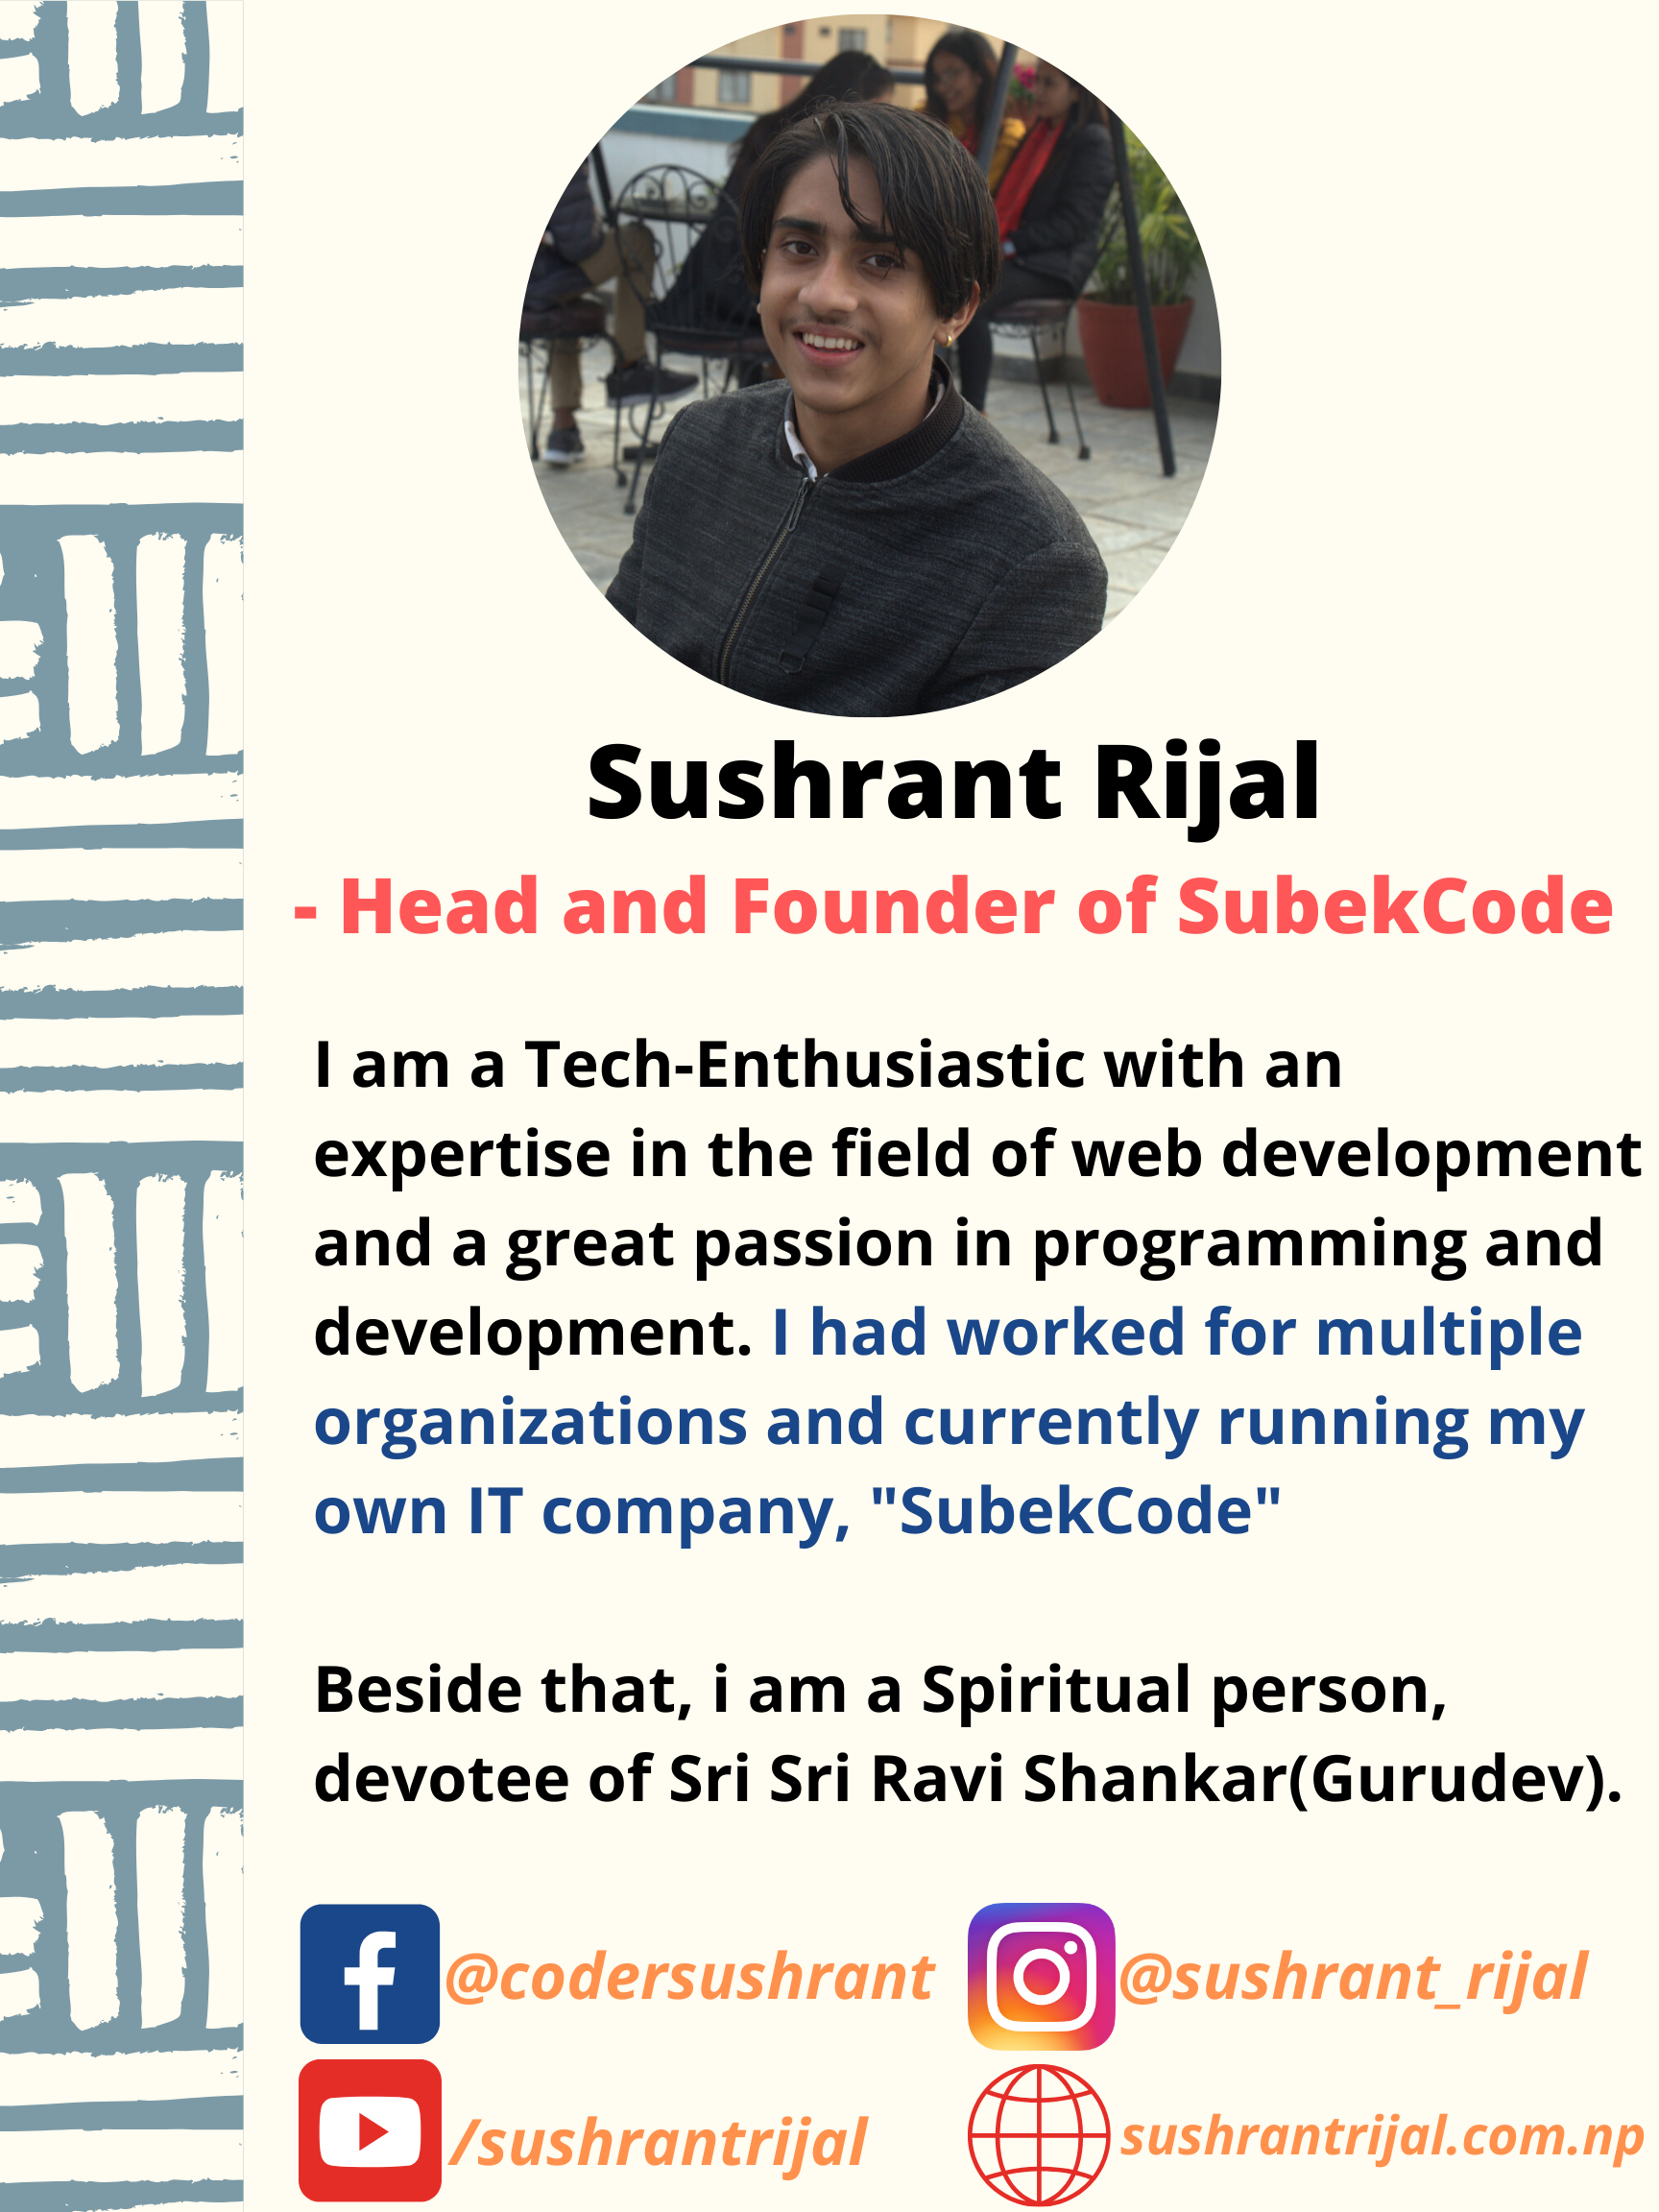 Sushrant Rijal
- Head and Founder of SubekCode
I am a Tech-Enthusiastic with an
expertise in the field of web development
and a great passion in programming and
development. I had worked for multiple
organizations and currently running my
own IT company, "SubekCode"
Beside that, i am a Spiritual person,
devotee of Sri Sri Ravi Shankar(Gurudev).
@codersushrant
@sushrant_rijal
/sushrantrijal
sushrantrijal.com.np